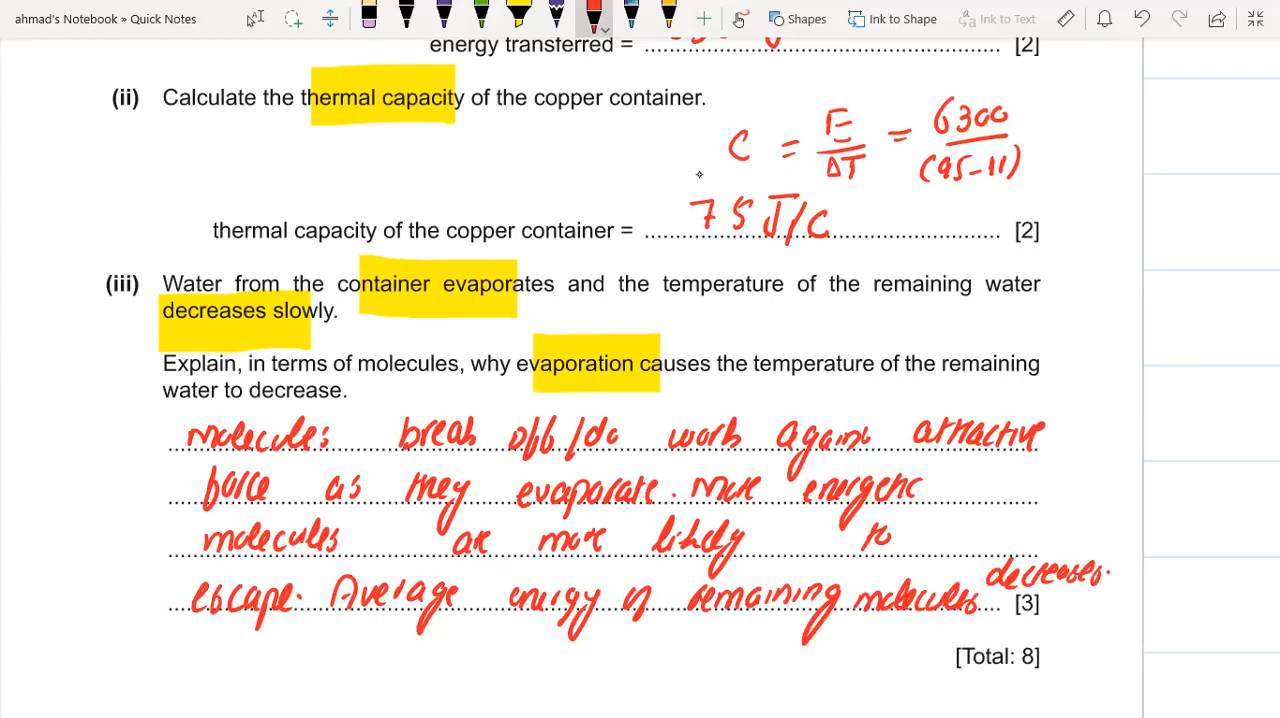 ahmad's Notebook » Quick Notes
Shapes Ink to Shape Ink to Text
energy transferred = [2]
(ii) Calculate the thermal capacity of the copper container.
C = E/ΔT = 6300/(95-11)
75 J/C
thermal capacity of the copper container = [2]
(iii) Water from the container evaporates and the temperature of the remaining water
decreases slowly.
Explain, in terms of molecules, why evaporation causes the temperature of the remaining
water to decrease.
molecules break off/do work against attractive
force as they evaporate. more energetic
molecules are more likely to
escape. Average energy of remaining molecules decreases. [3]
[Total: 8]